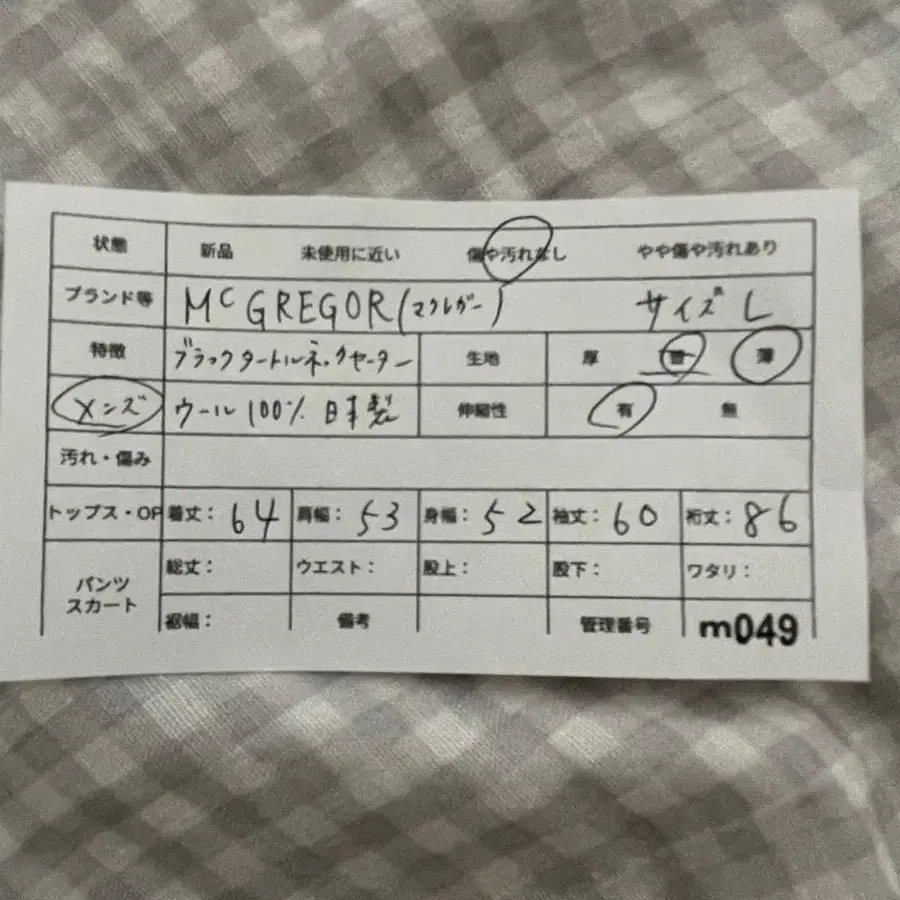 状態 新品 未使用に近い 傷や汚れなし やや傷や汚れあり
ブランド等 McGREGOR(マクレガー) サイズ L
特徴 ブラックタートルネックセーター 生地 厚 普 薄
メンズ ウール100% 日本製 伸縮性 有 無
汚れ・傷み
トップス・OP 着丈: 64 肩幅: 53 身幅: 52 袖丈: 60 裄丈: 86
パンツ スカート 総丈: ウエスト: 股上: 股下: ワタリ:
裾幅: 備考 管理番号 m049